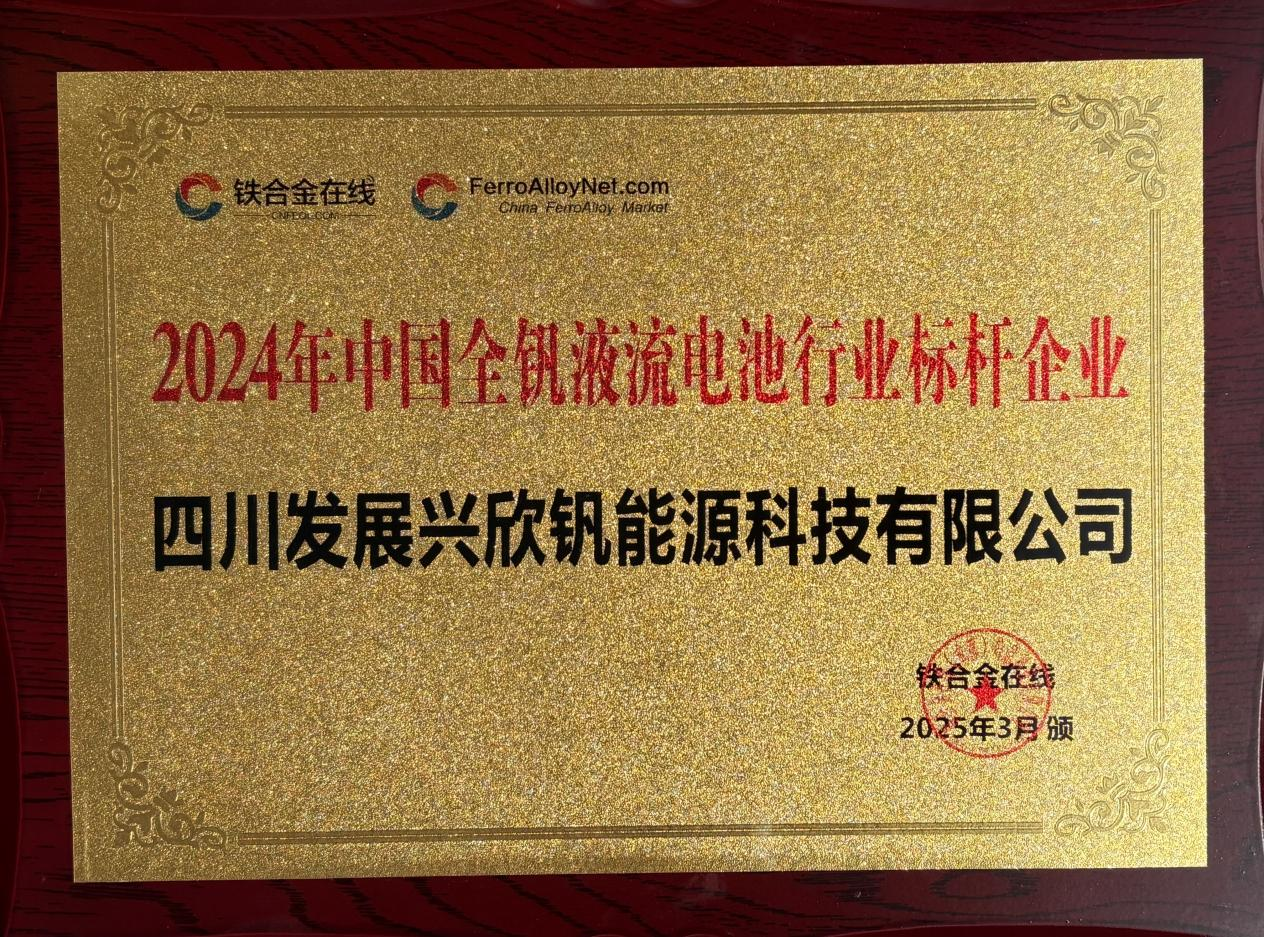 铁合金在线 FerroAlloyNet.com
CNFEOL.COM China FerroAlloy Market
2024年中国全钒液流电池行业标杆企业
四川发展兴欣钒能源科技有限公司
铁合金在线
2025年3月 颁